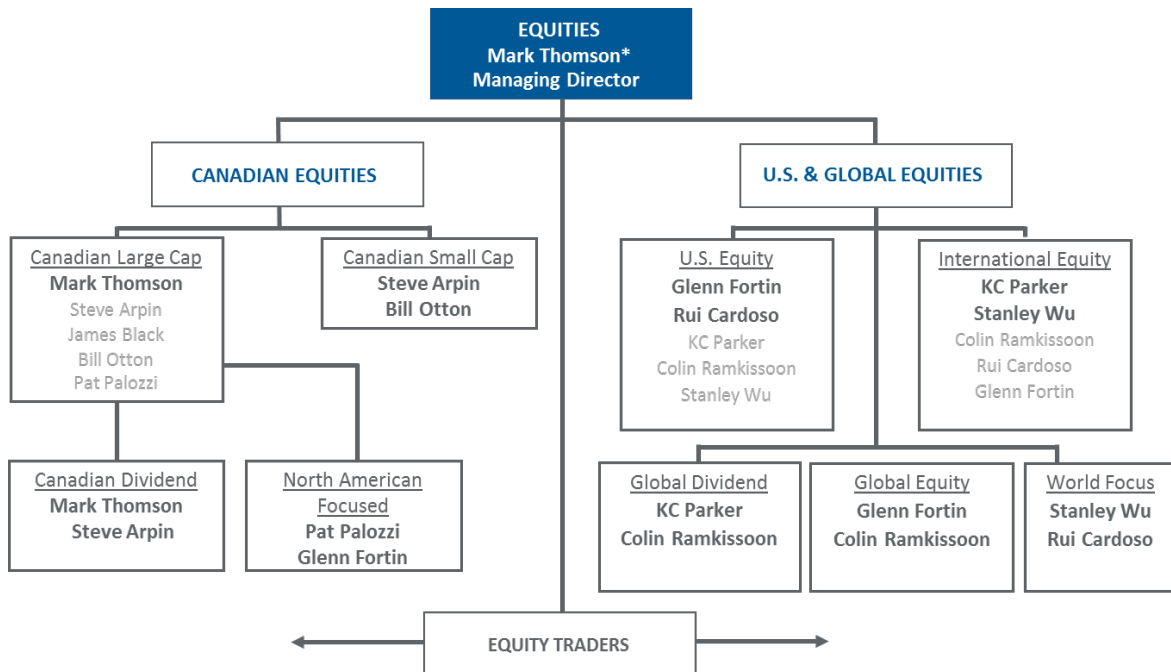 EQUITIES
Mark Thomson*
Managing Director
CANADIAN EQUITIES
U.S. & GLOBAL EQUITIES
Canadian Large Cap
Mark Thomson
Steve Arpin
James Black
Bill Otton
Pat Palozzi
Canadian Small Cap
Steve Arpin
Bill Otton
U.S. Equity
Glenn Fortin
Rui Cardoso
KC Parker
Colin Ramkissoon
Stanley Wu
International Equity
KC Parker
Stanley Wu
Colin Ramkissoon
Rui Cardoso
Glenn Fortin
Canadian Dividend
Mark Thomson
Steve Arpin
North American
Focused
Pat Palozzi
Glenn Fortin
Global Dividend
KC Parker
Colin Ramkissoon
Global Equity
Glenn Fortin
Colin Ramkissoon
World Focus
Stanley Wu
Rui Cardoso
EQUITY TRADERS